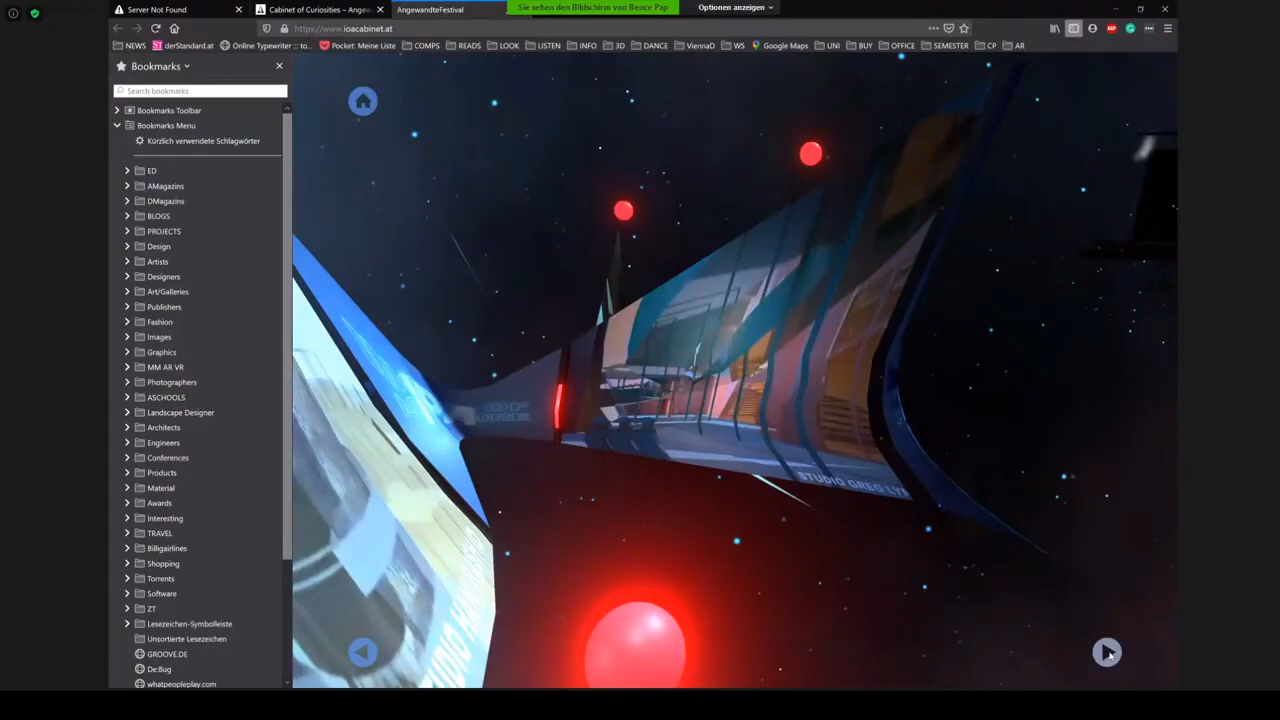 Server Not Found
Cabinet of Curiosities – Angew
AngewandteFestival
Sie sehen den Bildschirm von Bence Pap
Optionen anzeigen
https://www.ioacabinet.at
NEWS
derStandard.at
Online Typewriter :: to...
Pocket: Meine Liste
COMPS
READS
LOOK
LISTEN
INFO
3D
DANCE
ViennaD
WS
Google Maps
UNI
BUY
OFFICE
SEMESTER
CP
AR
Bookmarks
Search bookmarks
Bookmarks Toolbar
Bookmarks Menu
Kürzlich verwendete Schlagwörter
ED
AMagazins
DMagazins
BLOGS
PROJECTS
Design
Artists
Designers
Art/Galleries
Publishers
Fashion
Images
Graphics
MM AR VR
Photographers
ASCHOOLS
Landscape Designer
Architects
Engineers
Conferences
Products
Material
Awards
Interesting
TRAVEL
Billigairlines
Shopping
Torrents
Software
ZT
Lesezeichen-Symbolleiste
Unsortierte Lesezeichen
GROOVE.DE
De:Bug
whatpeopleplay.com
STUDIO GREG LYN